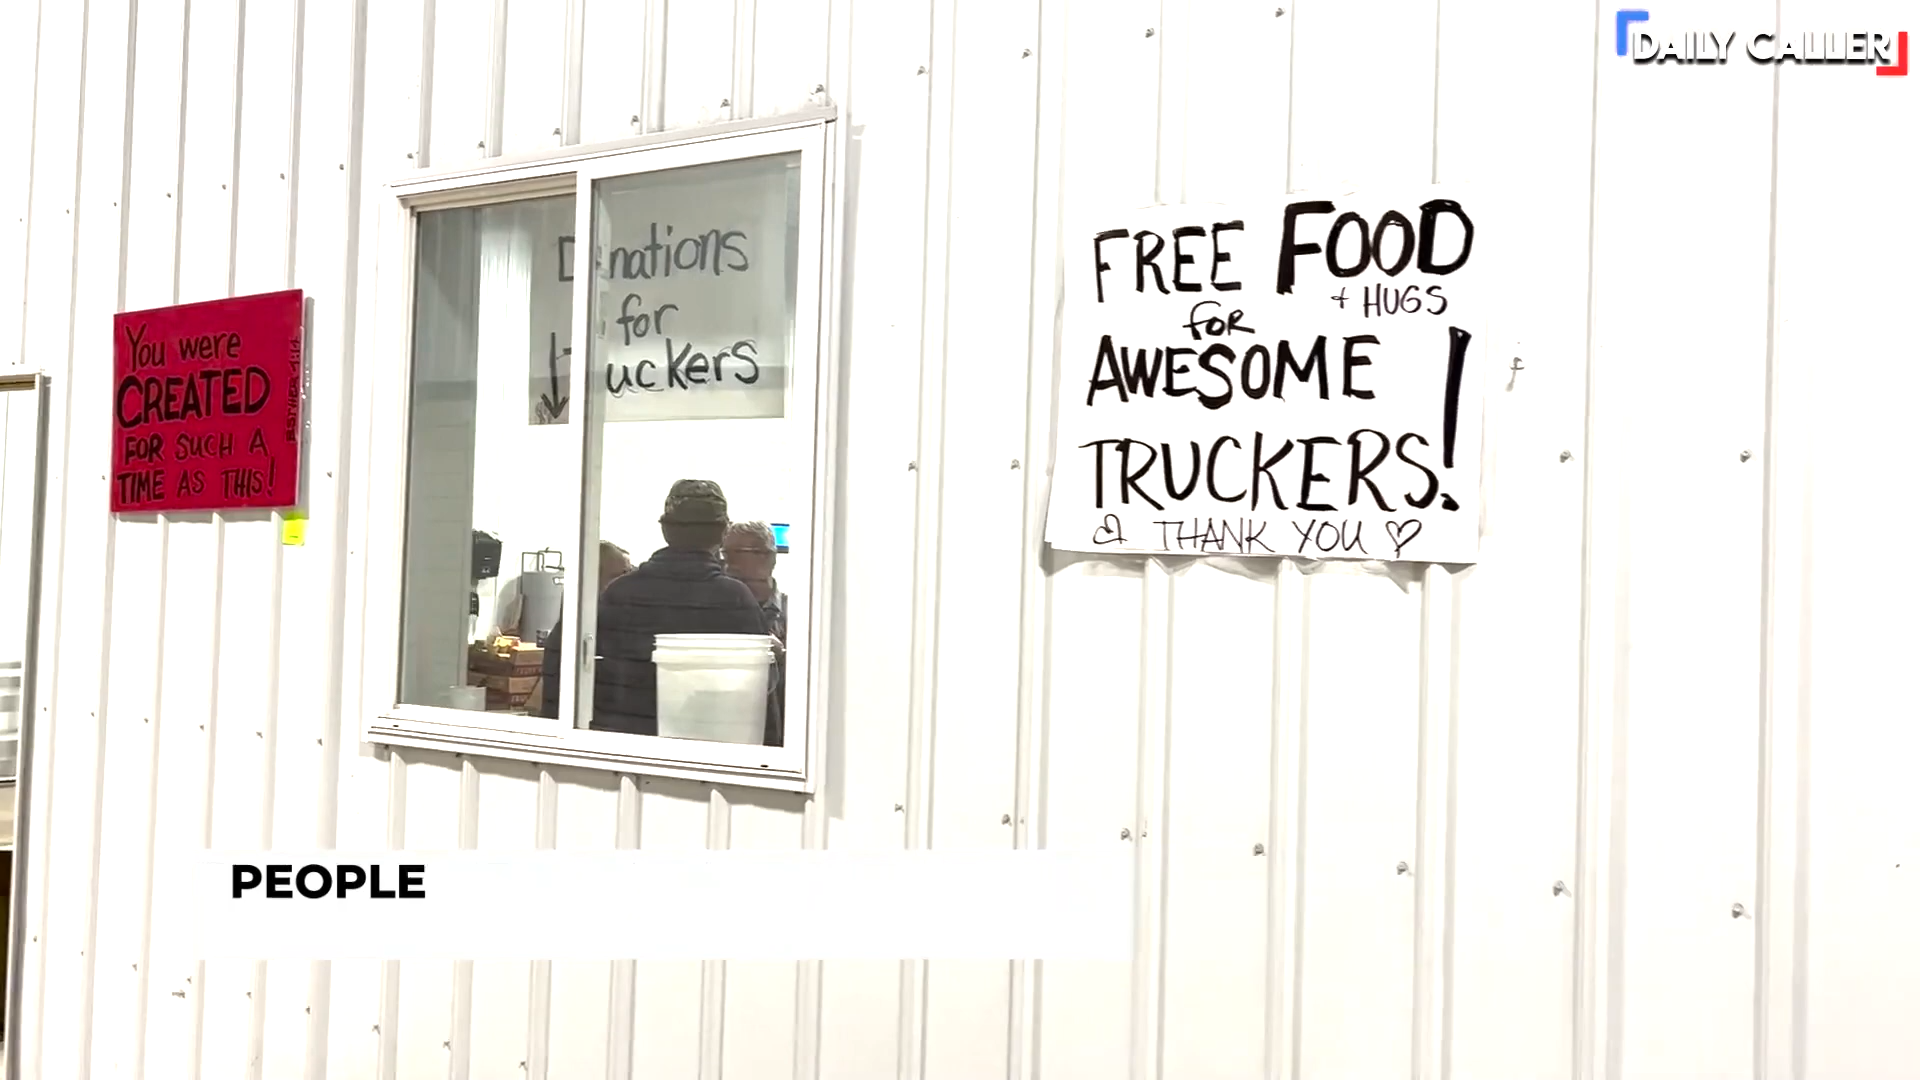 DAILY CALLER
You were
CREATED
FOR SUCH A
TIME AS THIS!
nations
for
uckers
FREE FOOD
+ HUGS
for
AWESOME
TRUCKERS!
THANK YOU
PEOPLE